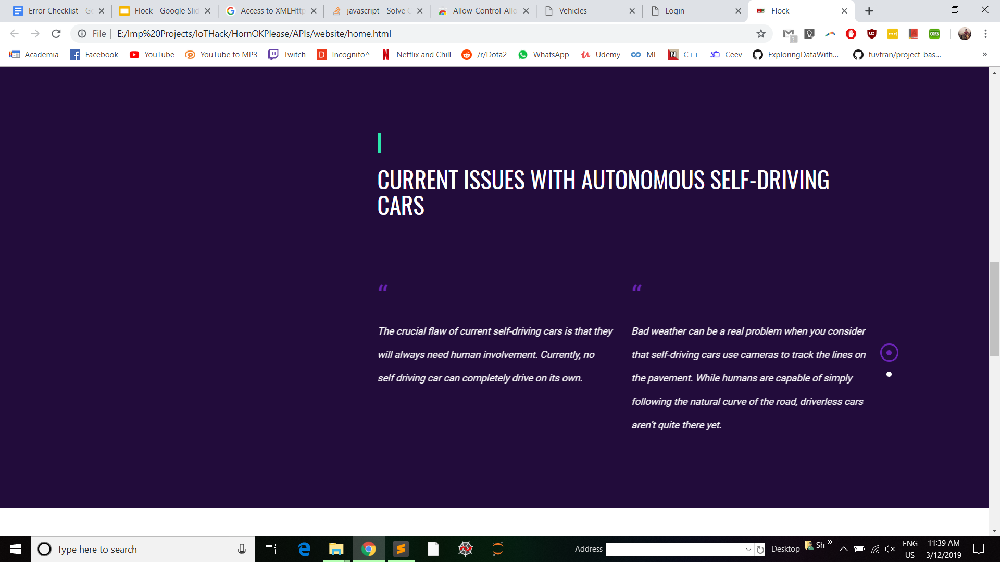 Error Checklist - Go
Flock - Google Slid
Access to XMLHttp
javascript - Solve C
Allow-Control-Allo
Vehicles
Login
Flock
File
E:/Imp%20Projects/IoTHack/HornOKPlease/APIs/website/home.html
CORS
Academia
Facebook
YouTube
YouTube to MP3
Twitch
Incognito^
Netflix and Chill
/r/Dota2
WhatsApp
Udemy
ML
C++
Ceev
ExploringDataWith...
tuvtran/project-bas...
»
CURRENT ISSUES WITH AUTONOMOUS SELF-DRIVING
CARS
“
The crucial flaw of current self-driving cars is that they
will always need human involvement. Currently, no
self driving car can completely drive on its own.
“
Bad weather can be a real problem when you consider
that self-driving cars use cameras to track the lines on
the pavement. While humans are capable of simply
following the natural curve of the road, driverless cars
aren’t quite there yet.
Type here to search
Address
Desktop
Sh
»
ENG
US
11:39 AM
3/12/2019